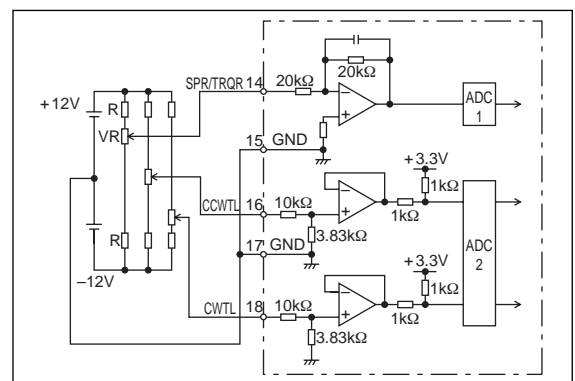 SPR/TRQR 14 20kΩ 20kΩ
ADC 1
+12V R
VR
15 GND
CCWTL 16 10kΩ 3.83kΩ 1kΩ +3.3V 1kΩ
ADC 2
R 17 GND
–12V
CWTL 18 10kΩ 3.83kΩ 1kΩ +3.3V 1kΩ